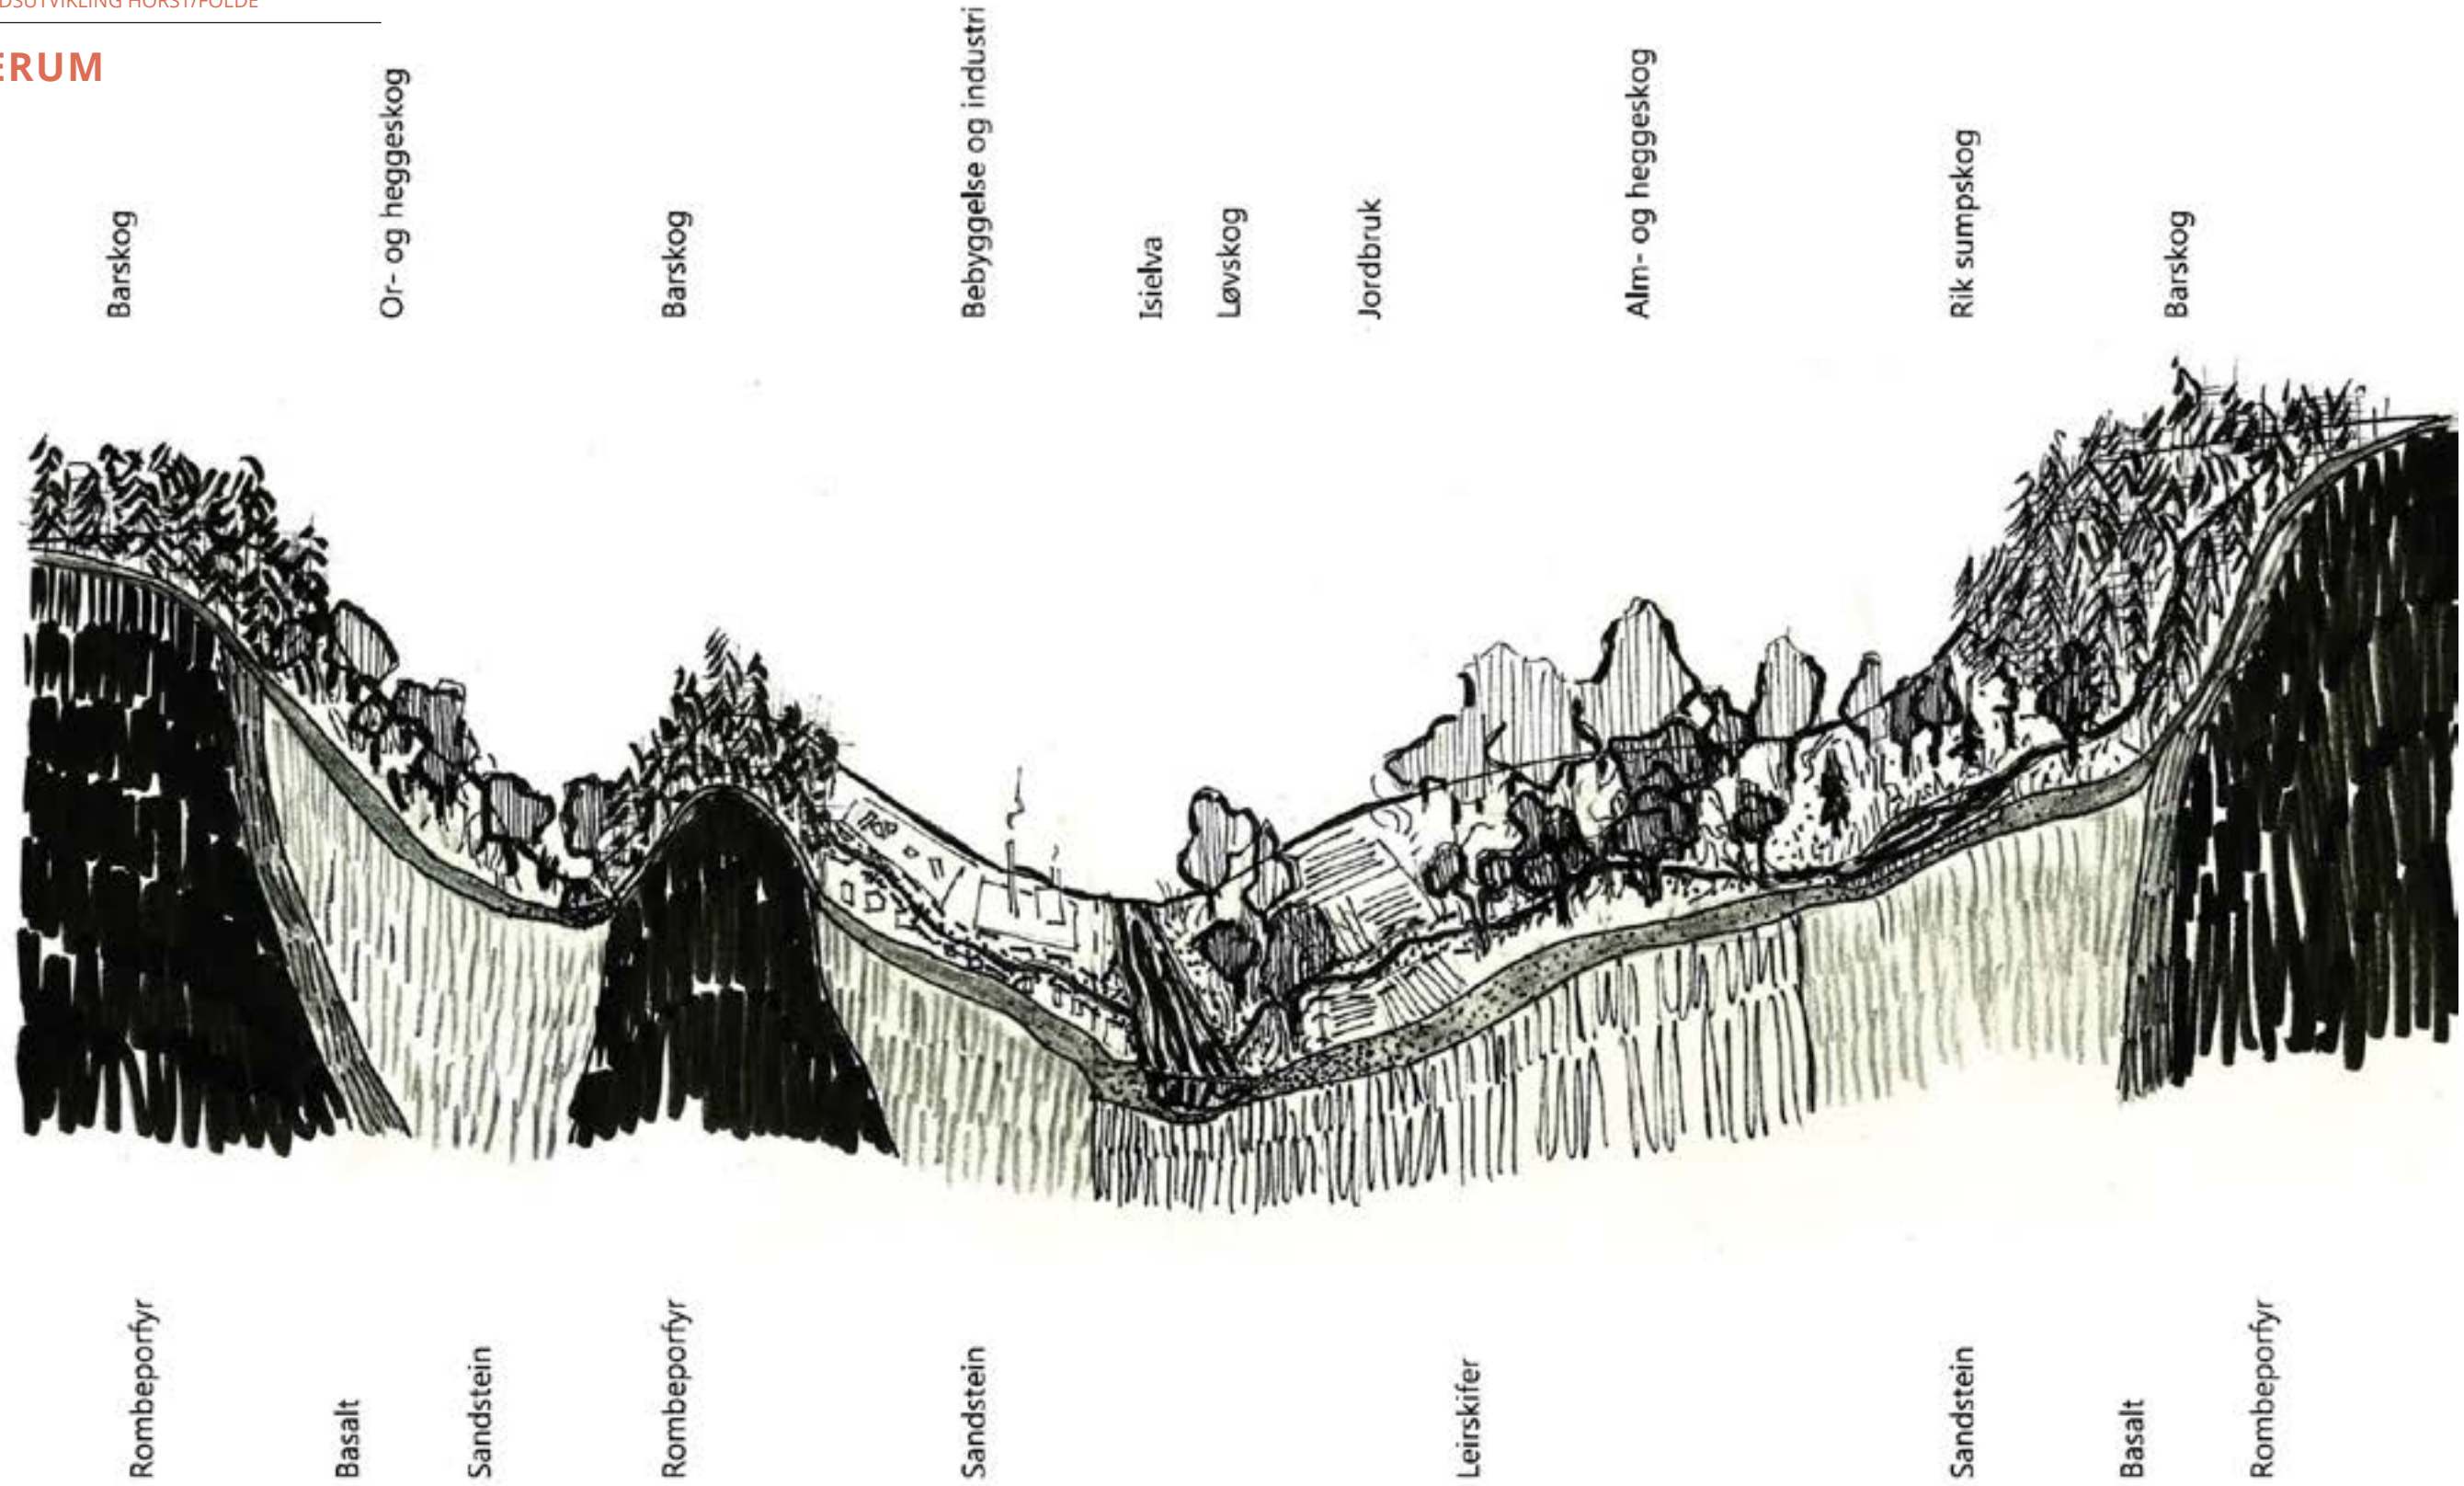 ERUM
Barskog
Or- og heggeskog
Barskog
Bebyggelse og industri
Isielva
Løvskog
Jordbruk
Alm- og heggeskog
Rik sumpskog
Barskog
Rombeporfyr
Basalt
Sandstein
Rombeporfyr
Sandstein
Leirskifer
Sandstein
Basalt
Rombeporfyr